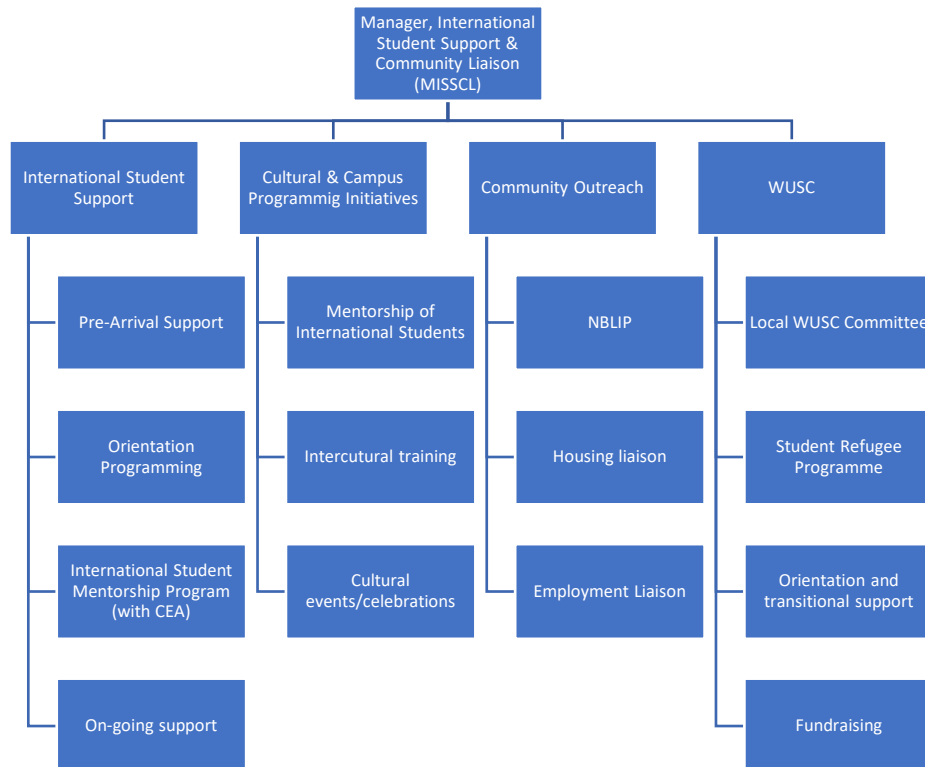 Manager, International
Student Support &
Community Liaison
(MISSCL)
International Student
Support
Cultural & Campus
Programmig Initiatives
Community Outreach
WUSC
Pre-Arrival Support
Mentorship of
International Students
NBLIP
Local WUSC Committee
Orientation
Programming
Intercutural training
Housing liaison
Student Refugee
Programme
International Student
Mentorship Program
(with CEA)
Cultural
events/celebrations
Employment Liaison
Orientation and
transitional support
On-going support
Fundraising